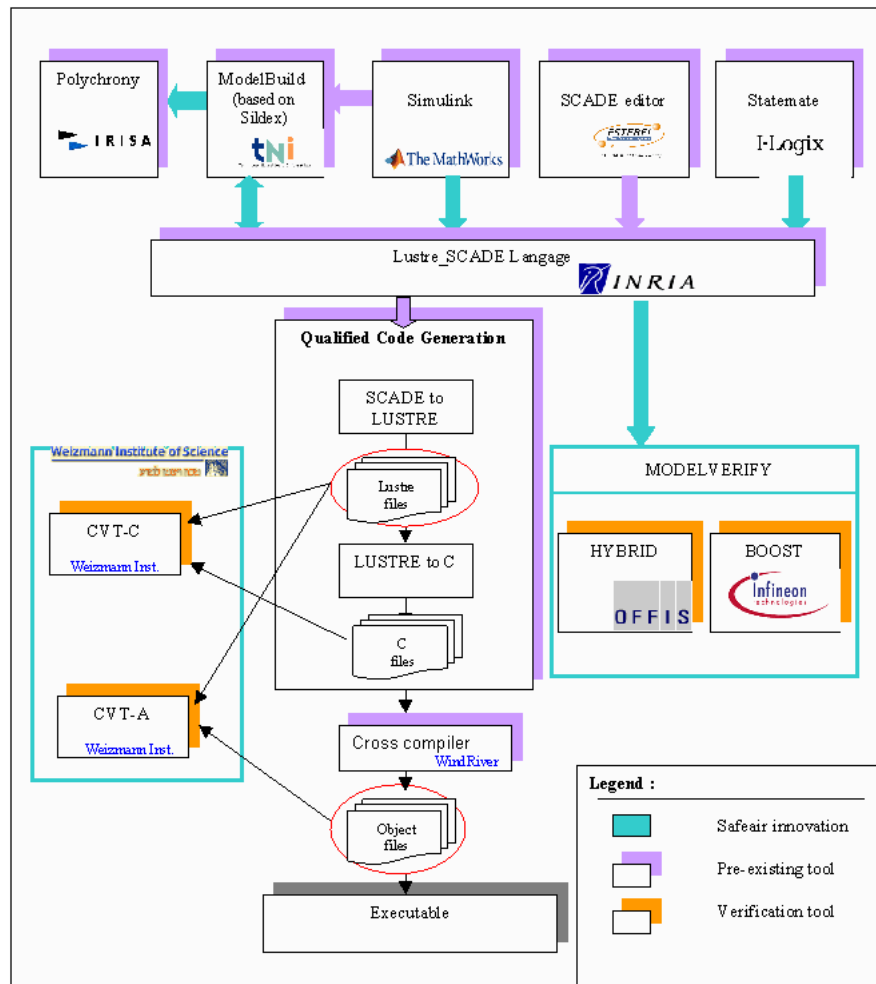 Polychrony
IRISA
ModelBuild
(based on
Sildex)
tNi
Simulink
The MathWorks
SCADE editor
ESTEREL
Statemate
I-Logix
Lustre_SCADE Langage
INRIA
Qualified Code Generation
SCADE to
LUSTRE
Lustre
files
LUSTRE to C
C
files
Weizmann Institute of Science
מכון ויצמן למדע
CVT-C
Weizmann Inst.
CVT-A
Weizmann Inst.
MODELVERIFY
HYBRID
OFFIS
BOOST
Infineon
technologies
Cross compiler
WindRiver
Object
files
Executable
Legend :
Safeair innovation
Pre-existing tool
Verification tool